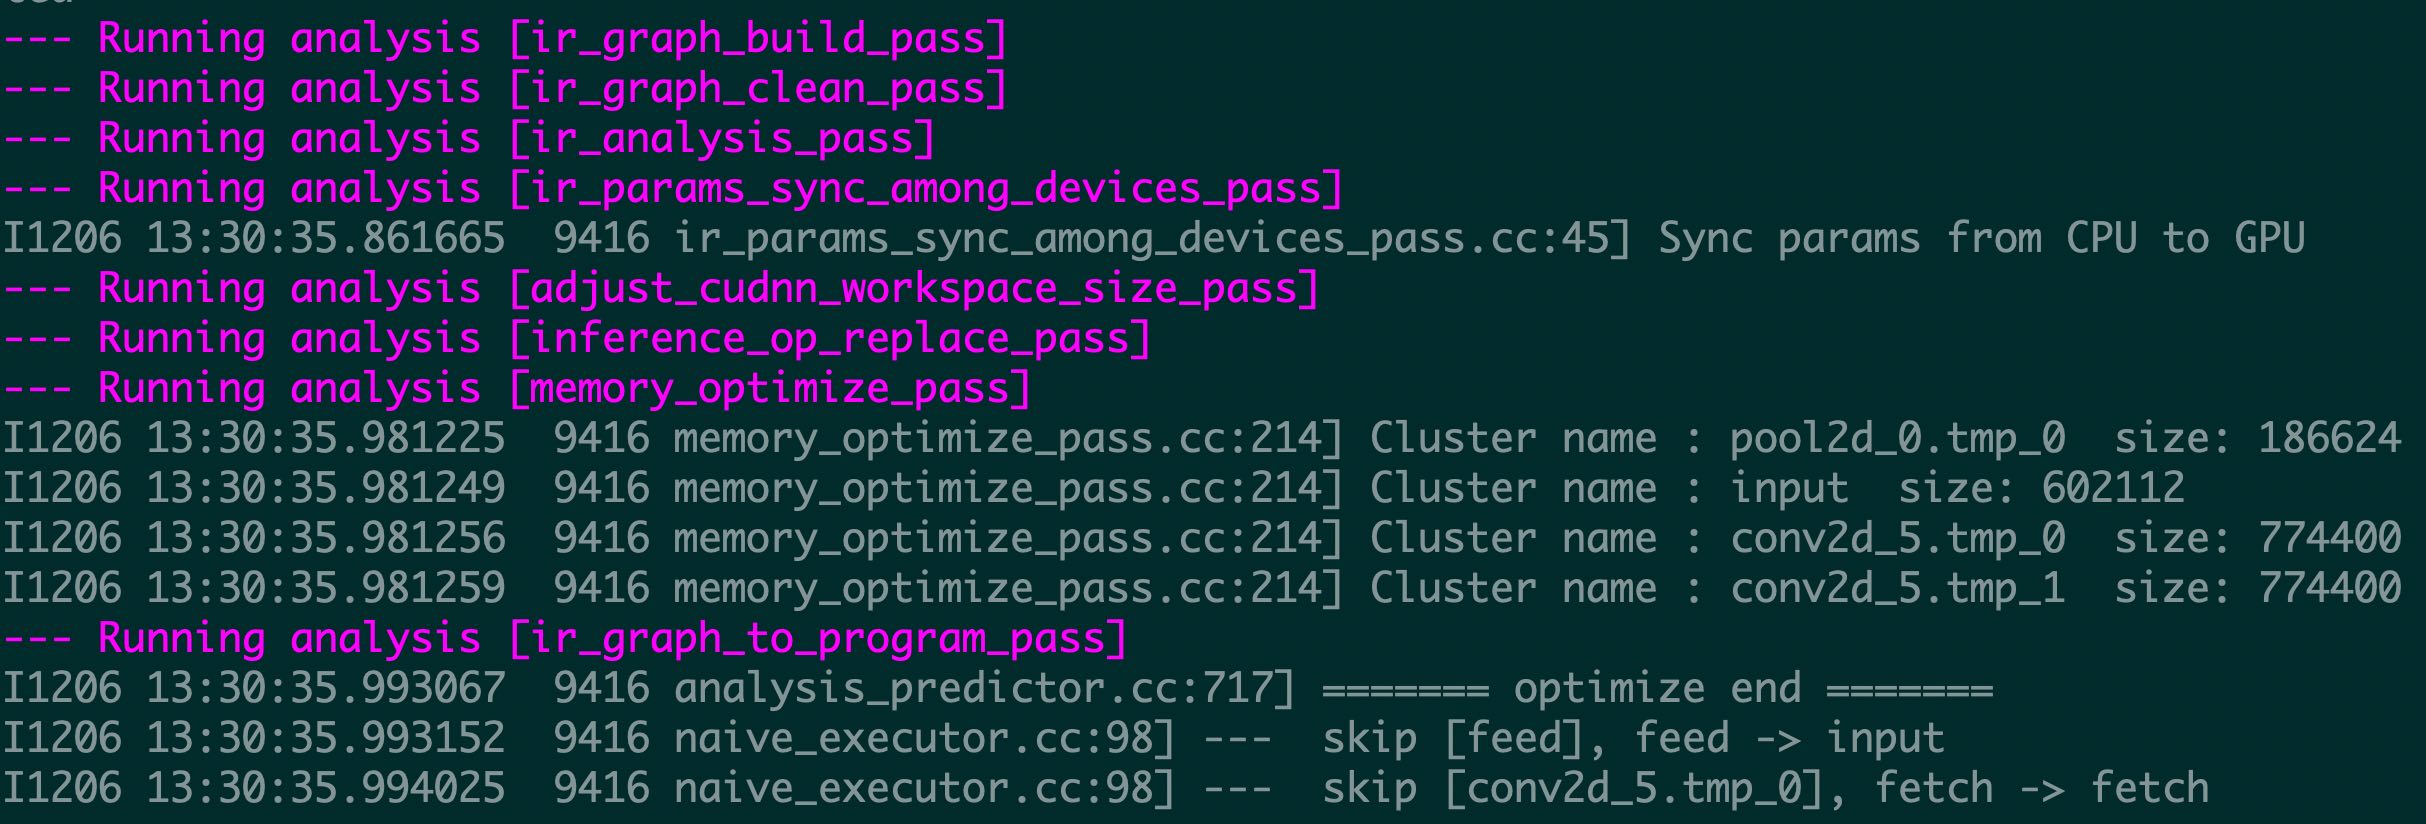 --- Running analysis [ir_graph_build_pass]
--- Running analysis [ir_graph_clean_pass]
--- Running analysis [ir_analysis_pass]
--- Running analysis [ir_params_sync_among_devices_pass]
I1206 13:30:35.861665  9416 ir_params_sync_among_devices_pass.cc:45] Sync params from CPU to GPU
--- Running analysis [adjust_cudnn_workspace_size_pass]
--- Running analysis [inference_op_replace_pass]
--- Running analysis [memory_optimize_pass]
I1206 13:30:35.981225  9416 memory_optimize_pass.cc:214] Cluster name : pool2d_0.tmp_0  size: 186624
I1206 13:30:35.981249  9416 memory_optimize_pass.cc:214] Cluster name : input  size: 602112
I1206 13:30:35.981256  9416 memory_optimize_pass.cc:214] Cluster name : conv2d_5.tmp_0  size: 774400
I1206 13:30:35.981259  9416 memory_optimize_pass.cc:214] Cluster name : conv2d_5.tmp_1  size: 774400
--- Running analysis [ir_graph_to_program_pass]
I1206 13:30:35.993067  9416 analysis_predictor.cc:717] ======= optimize end =======
I1206 13:30:35.993152  9416 naive_executor.cc:98] ---  skip [feed], feed -> input
I1206 13:30:35.994025  9416 naive_executor.cc:98] ---  skip [conv2d_5.tmp_0], fetch -> fetch